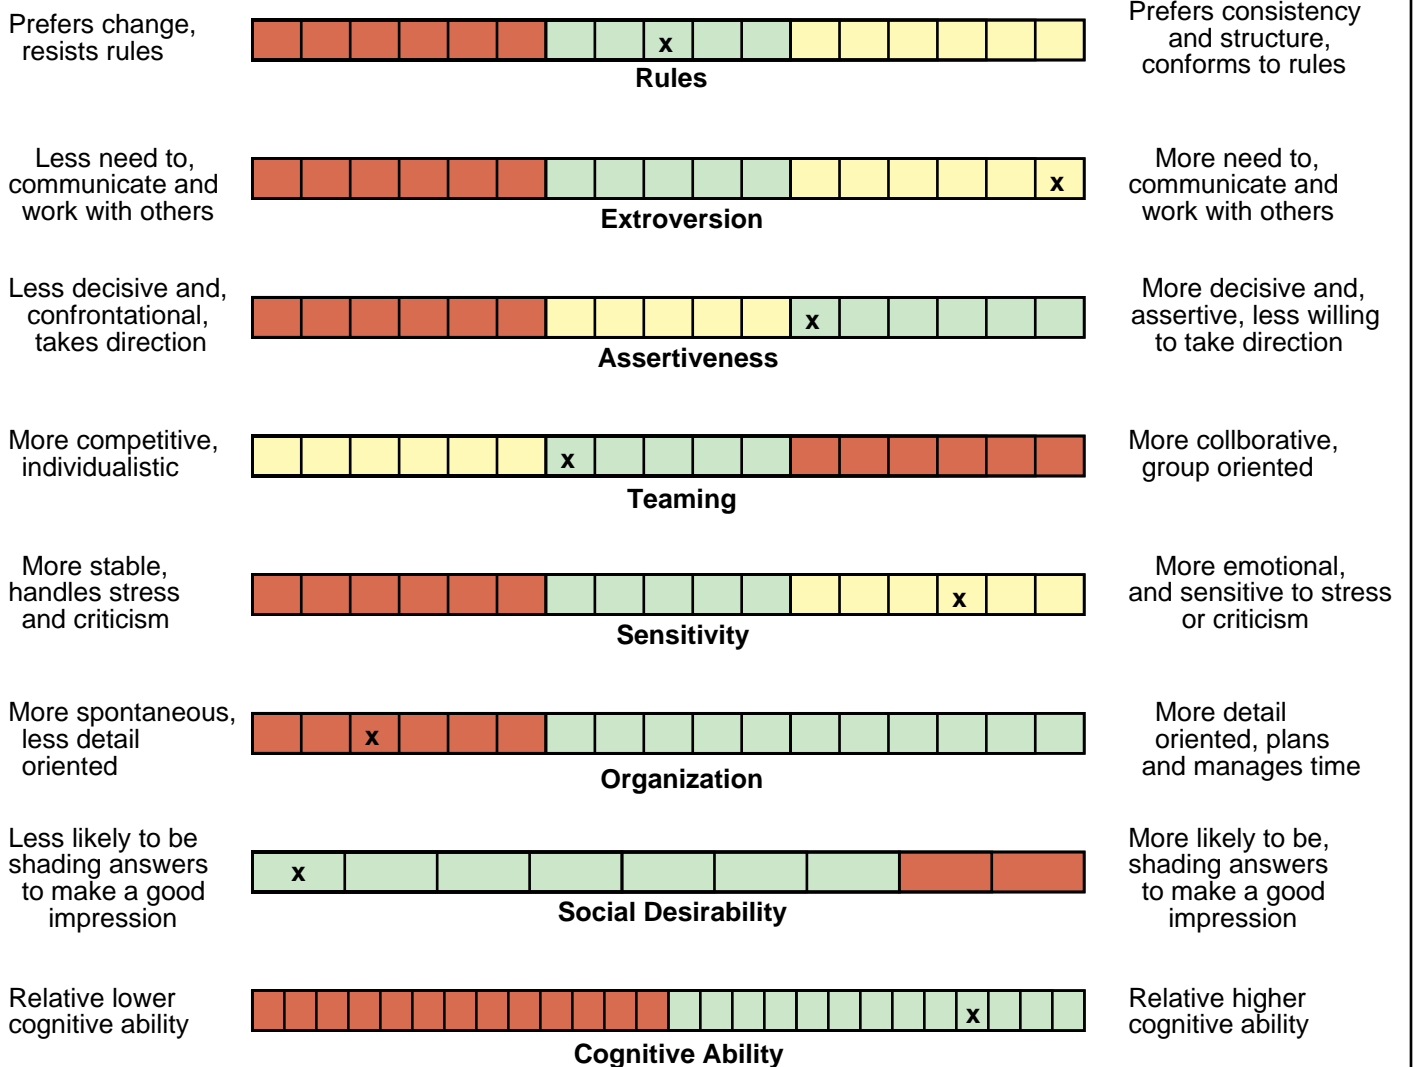 Prefers change,
resists rules
x
Rules
Prefers consistency
and structure,
conforms to rules
Less need to,
communicate and
work with others
x
Extroversion
More need to,
communicate and
work with others
Less decisive and,
confrontational,
takes direction
x
Assertiveness
More decisive and,
assertive, less willing
to take direction
More competitive,
individualistic
x
Teaming
More collborative,
group oriented
More stable,
handles stress
and criticism
x
Sensitivity
More emotional,
and sensitive to stress
or criticism
More spontaneous,
less detail
oriented
x
Organization
More detail
oriented, plans
and manages time
Less likely to be
shading answers
to make a good
impression
x
Social Desirability
More likely to be,
shading answers
to make a good
impression
Relative lower
cognitive ability
x
Cognitive Ability
Relative higher
cognitive ability